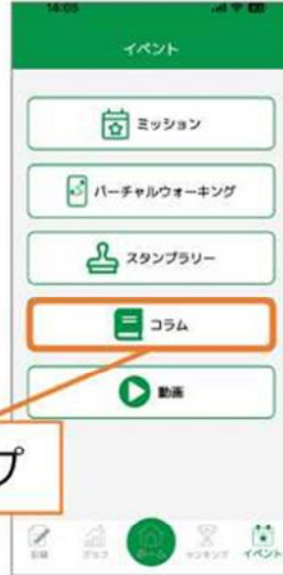 14:05
イベント
ミッション
バーチャルウォーキング
スタンプラリー
コラム
動画
プ
記録
グラフ
ホーム
ランキング
イベント